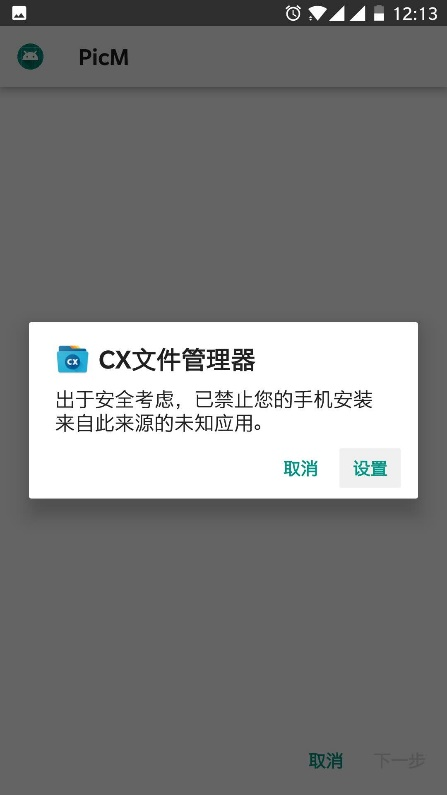 12:13
PicM
CX文件管理器
出于安全考虑，已禁止您的手机安装
来自此来源的未知应用。
取消 设置
取消 下一步